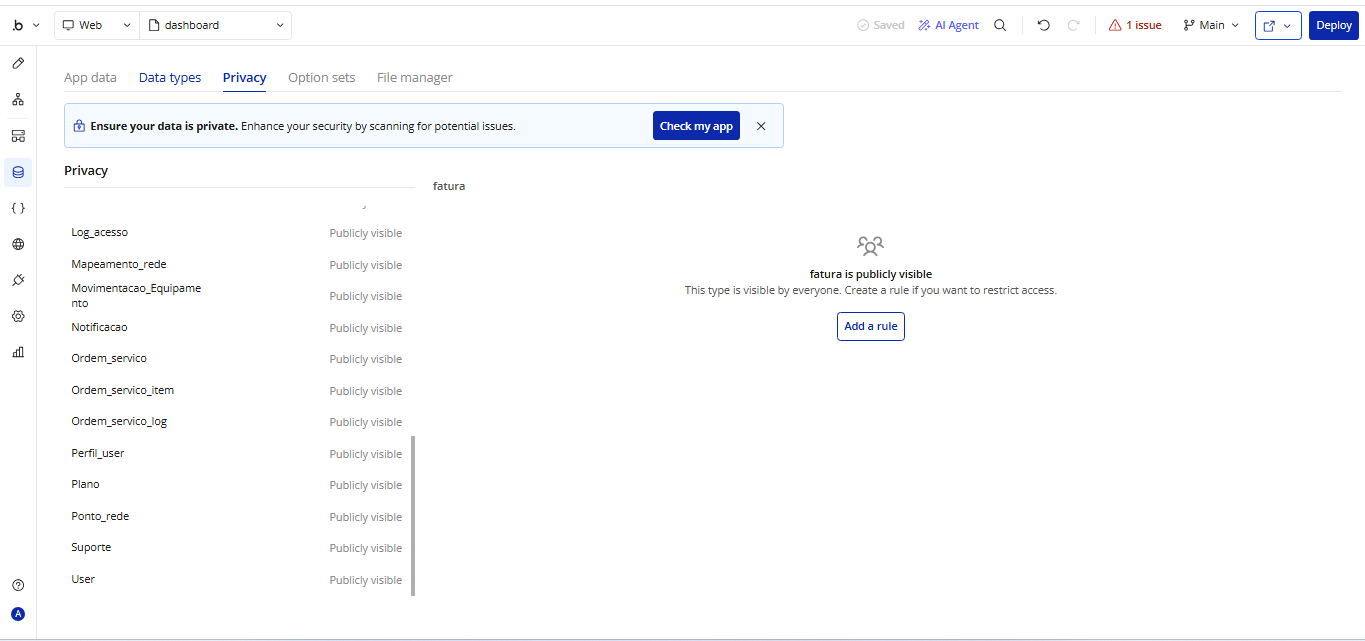 .b Web dashboard Saved AI Agent 1 issue Main Deploy
App data Data types Privacy Option sets File manager
Ensure your data is private. Enhance your security by scanning for potential issues. Check my app
Privacy
fatura
Log_acesso Publicly visible
Mapeamento_rede Publicly visible
Movimentacao_Equipame
nto Publicly visible
Notificacao Publicly visible
Ordem_servico Publicly visible
Ordem_servico_item Publicly visible
Ordem_servico_log Publicly visible
Perfil_user Publicly visible
Plano Publicly visible
Ponto_rede Publicly visible
Suporte Publicly visible
User Publicly visible
fatura is publicly visible
This type is visible by everyone. Create a rule if you want to restrict access.
Add a rule
A